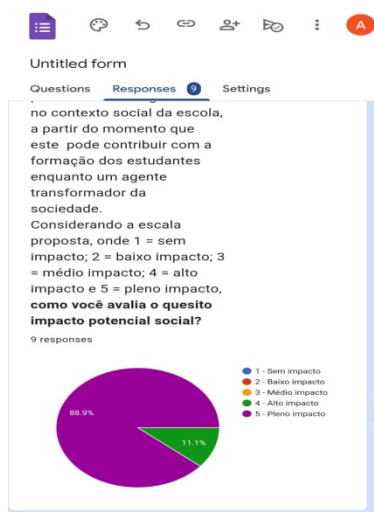 A
Untitled form
Questions Responses 9 Settings
no contexto social da escola,
a partir do momento que
este pode contribuir com a
formação dos estudantes
enquanto um agente
transformador da
sociedade.
Considerando a escala
proposta, onde 1 = sem
impacto; 2 = baixo impacto; 3
= médio impacto; 4 = alto
impacto e 5 = pleno impacto,
como você avalia o quesito
impacto potencial social?
9 responses
1 - Sem impacto
2 - Baixo impacto
3 - Médio impacto
4 - Alto impacto
5 - Pleno impacto
88.9%
11.1%